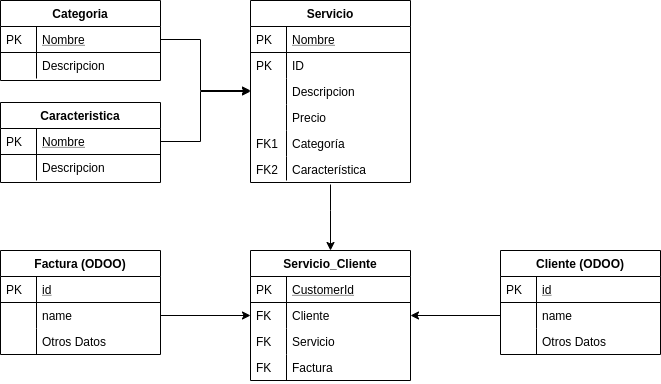 Categoria
PK Nombre
Descripcion
Caracteristica
PK Nombre
Descripcion
Servicio
PK Nombre
PK ID
Descripcion
Precio
FK1 Categoría
FK2 Característica
Factura (ODOO)
PK id
name
Otros Datos
Servicio_Cliente
PK CustomerId
FK Cliente
FK Servicio
FK Factura
Cliente (ODOO)
PK id
name
Otros Datos